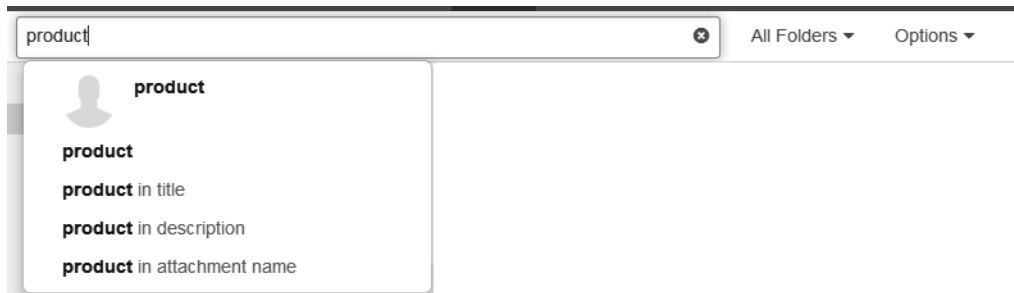 product All Folders Options
product
product
product in title
product in description
product in attachment name